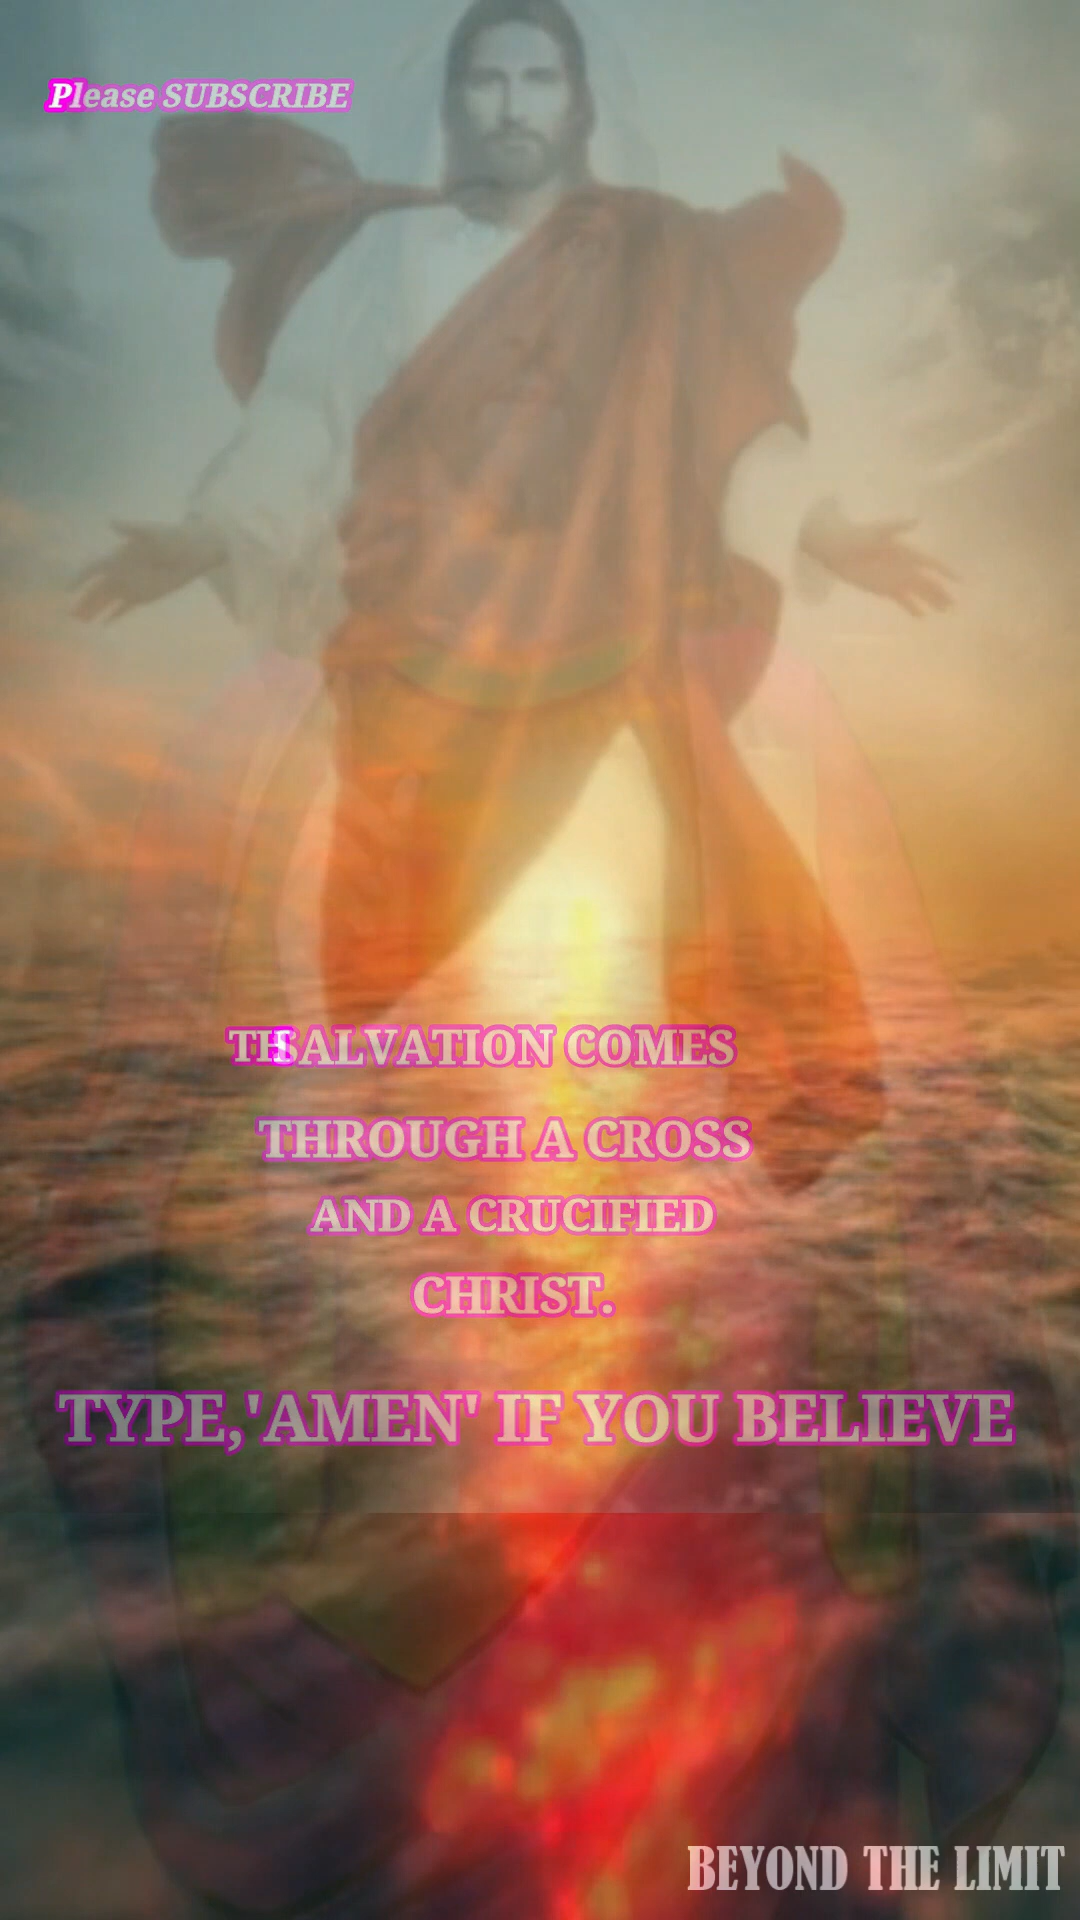 Please SUBSCRIBE
SALVATION COMES
THROUGH A CROSS
AND A CRUCIFIED
CHRIST.
TYPE,'AMEN' IF YOU BELIEVE
BEYOND THE LIMIT